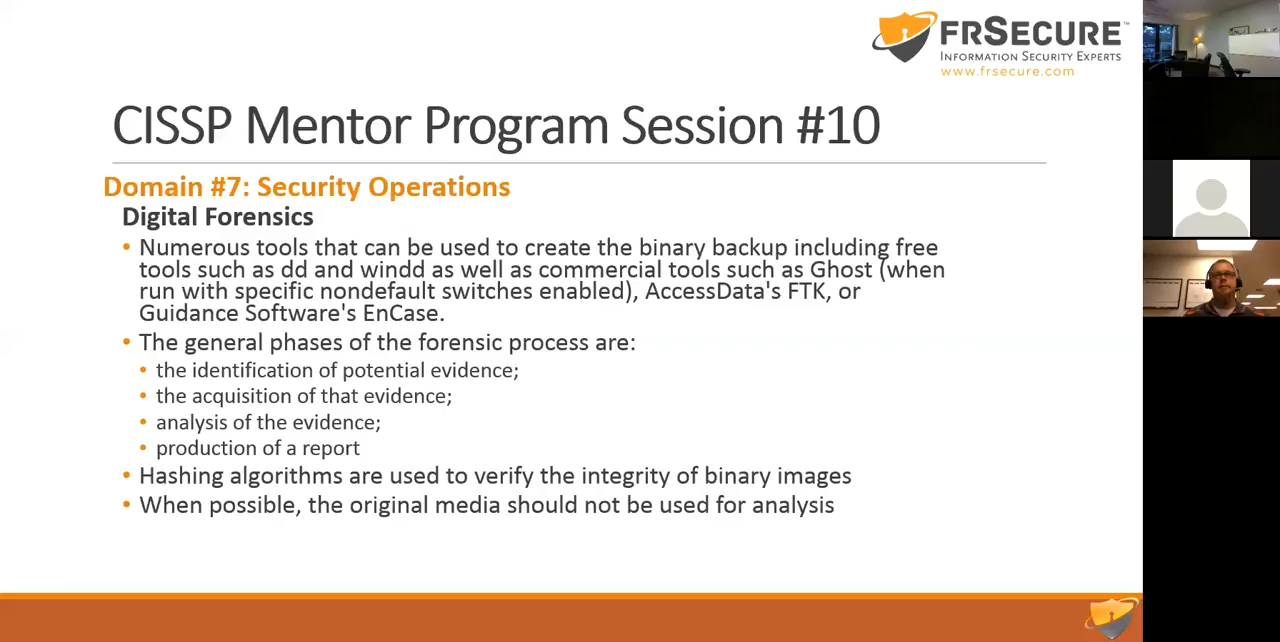 FRSECURE™
INFORMATION SECURITY EXPERTS
www.frsecure.com
CISSP Mentor Program Session #10
Domain #7: Security Operations
Digital Forensics
• Numerous tools that can be used to create the binary backup including free
tools such as dd and windd as well as commercial tools such as Ghost (when
run with specific nondefault switches enabled), AccessData's FTK, or
Guidance Software's EnCase.
• The general phases of the forensic process are:
• the identification of potential evidence;
• the acquisition of that evidence;
• analysis of the evidence;
• production of a report
• Hashing algorithms are used to verify the integrity of binary images
• When possible, the original media should not be used for analysis